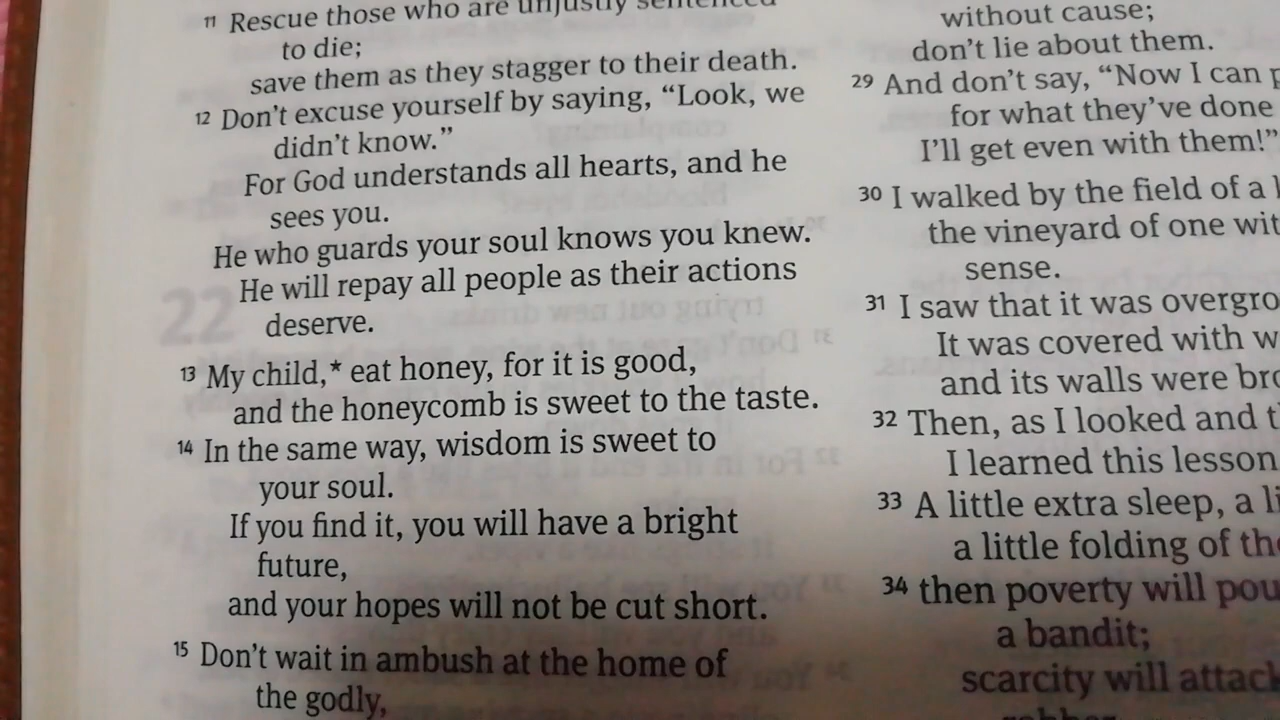 11 Rescue those who are unjustly sentenced
to die;
save them as they stagger to their death.
12 Don't excuse yourself by saying, “Look, we
didn't know.”
For God understands all hearts, and he
sees you.
He who guards your soul knows you knew.
He will repay all people as their actions
deserve.
13 My child,* eat honey, for it is good,
and the honeycomb is sweet to the taste.
14 In the same way, wisdom is sweet to
your soul.
If you find it, you will have a bright
future,
and your hopes will not be cut short.
15 Don't wait in ambush at the home of
the godly,
without cause;
don't lie about them.
29 And don't say, “Now I can
for what they've done
I'll get even with them!”
30 I walked by the field of a
the vineyard of one
sense.
31 I saw that it was
It was covered with
and its walls were
32 Then, as I looked and
I learned this lesson
33 A little extra sleep, a
a little folding of
34 then poverty will
a bandit;
scarcity will
22